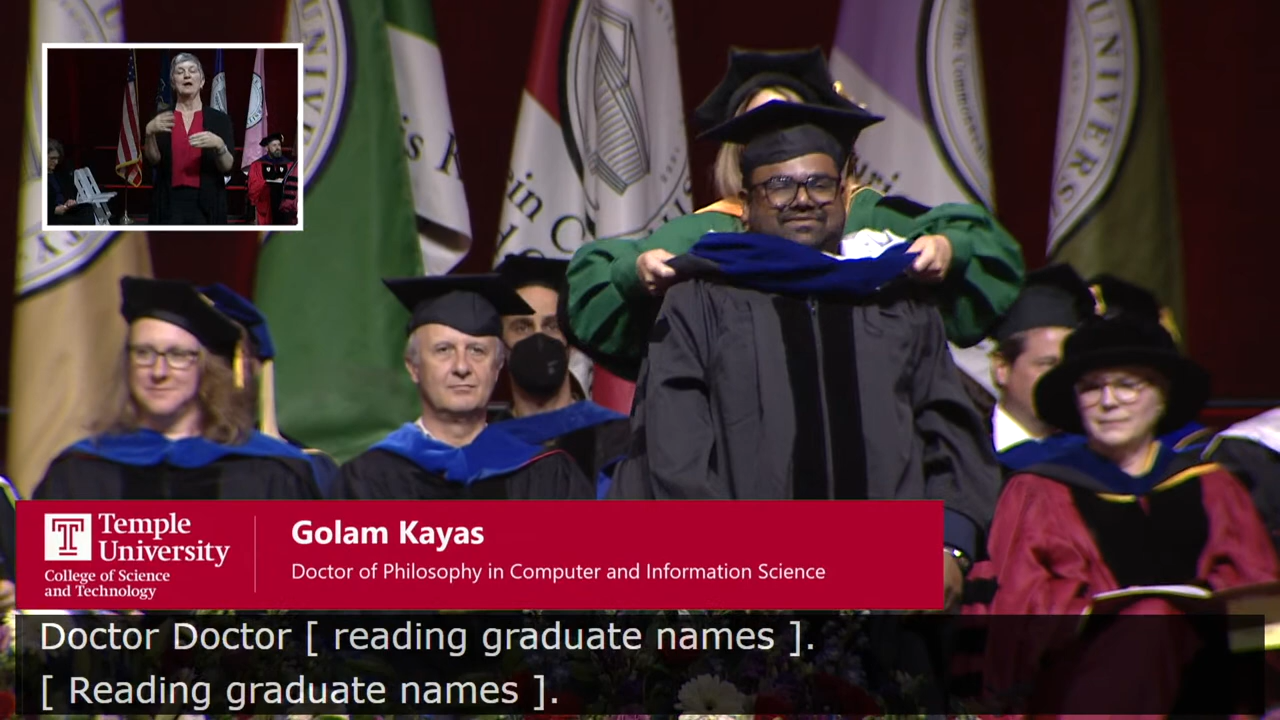 Temple
University
College of Science
and Technology
Golam Kayas
Doctor of Philosophy in Computer and Information Science
Doctor Doctor [ reading graduate names ].
[ Reading graduate names ].
UNIVERS